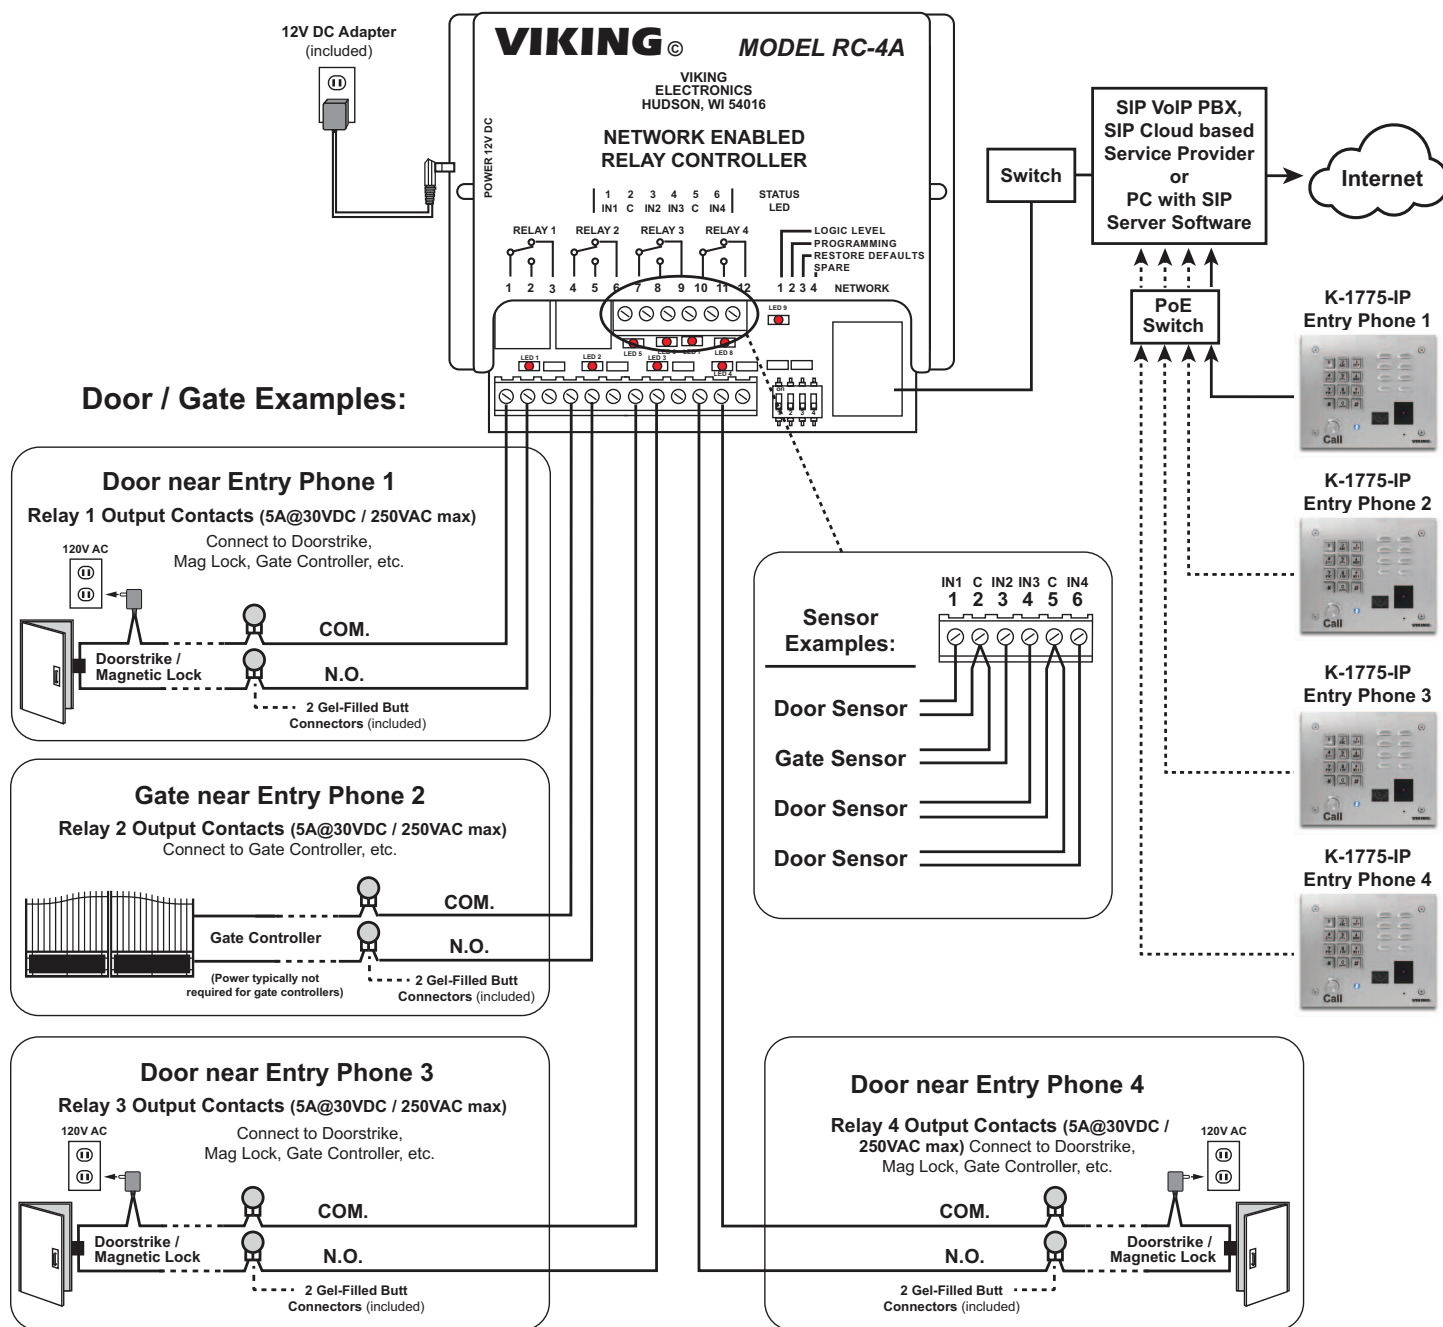 12V DC Adapter
(included)
VIKING©
MODEL RC-4A
VIKING
ELECTRONICS
HUDSON, WI 54016
POWER 12V DC
NETWORK ENABLED
RELAY CONTROLLER
1 2 3 4 5 6
IN1 C IN2 IN3 C IN4
STATUS
LED
RELAY 1 RELAY 2 RELAY 3 RELAY 4
LOGIC LEVEL
PROGRAMMING
RESTORE DEFAULTS
SPARE
1 2 3 4 5 6 7 8 9 10 11 12
1 2 3 4
NETWORK
LED 9
LED 5
LED 8
LED 1
LED 2
LED 3
LED 4
on
2 3 4
Switch
SIP VoIP PBX,
SIP Cloud based
Service Provider
or
PC with SIP
Server Software
Internet
PoE
Switch
K-1775-IP
Entry Phone 1
Call
VIKING
K-1775-IP
Entry Phone 2
Call
VIKING
K-1775-IP
Entry Phone 3
Call
VIKING
K-1775-IP
Entry Phone 4
Call
VIKING
Door / Gate Examples:
Door near Entry Phone 1
Relay 1 Output Contacts (5A@30VDC / 250VAC max)
Connect to Doorstrike,
Mag Lock, Gate Controller, etc.
120V AC
COM.
Doorstrike /
Magnetic Lock
N.O.
2 Gel-Filled Butt
Connectors (included)
Gate near Entry Phone 2
Relay 2 Output Contacts (5A@30VDC / 250VAC max)
Connect to Gate Controller, etc.
COM.
Gate Controller
N.O.
(Power typically not
required for gate controllers)
2 Gel-Filled Butt
Connectors (included)
Door near Entry Phone 3
Relay 3 Output Contacts (5A@30VDC / 250VAC max)
Connect to Doorstrike,
Mag Lock, Gate Controller, etc.
120V AC
COM.
Doorstrike /
Magnetic Lock
N.O.
2 Gel-Filled Butt
Connectors (included)
IN1 C IN2 IN3 C IN4
1 2 3 4 5 6
Sensor
Examples:
Door Sensor
Gate Sensor
Door Sensor
Door Sensor
Door near Entry Phone 4
Relay 4 Output Contacts (5A@30VDC /
250VAC max) Connect to Doorstrike,
Mag Lock, Gate Controller, etc.
120V AC
COM.
N.O.
Doorstrike /
Magnetic Lock
2 Gel-Filled Butt
Connectors (included)